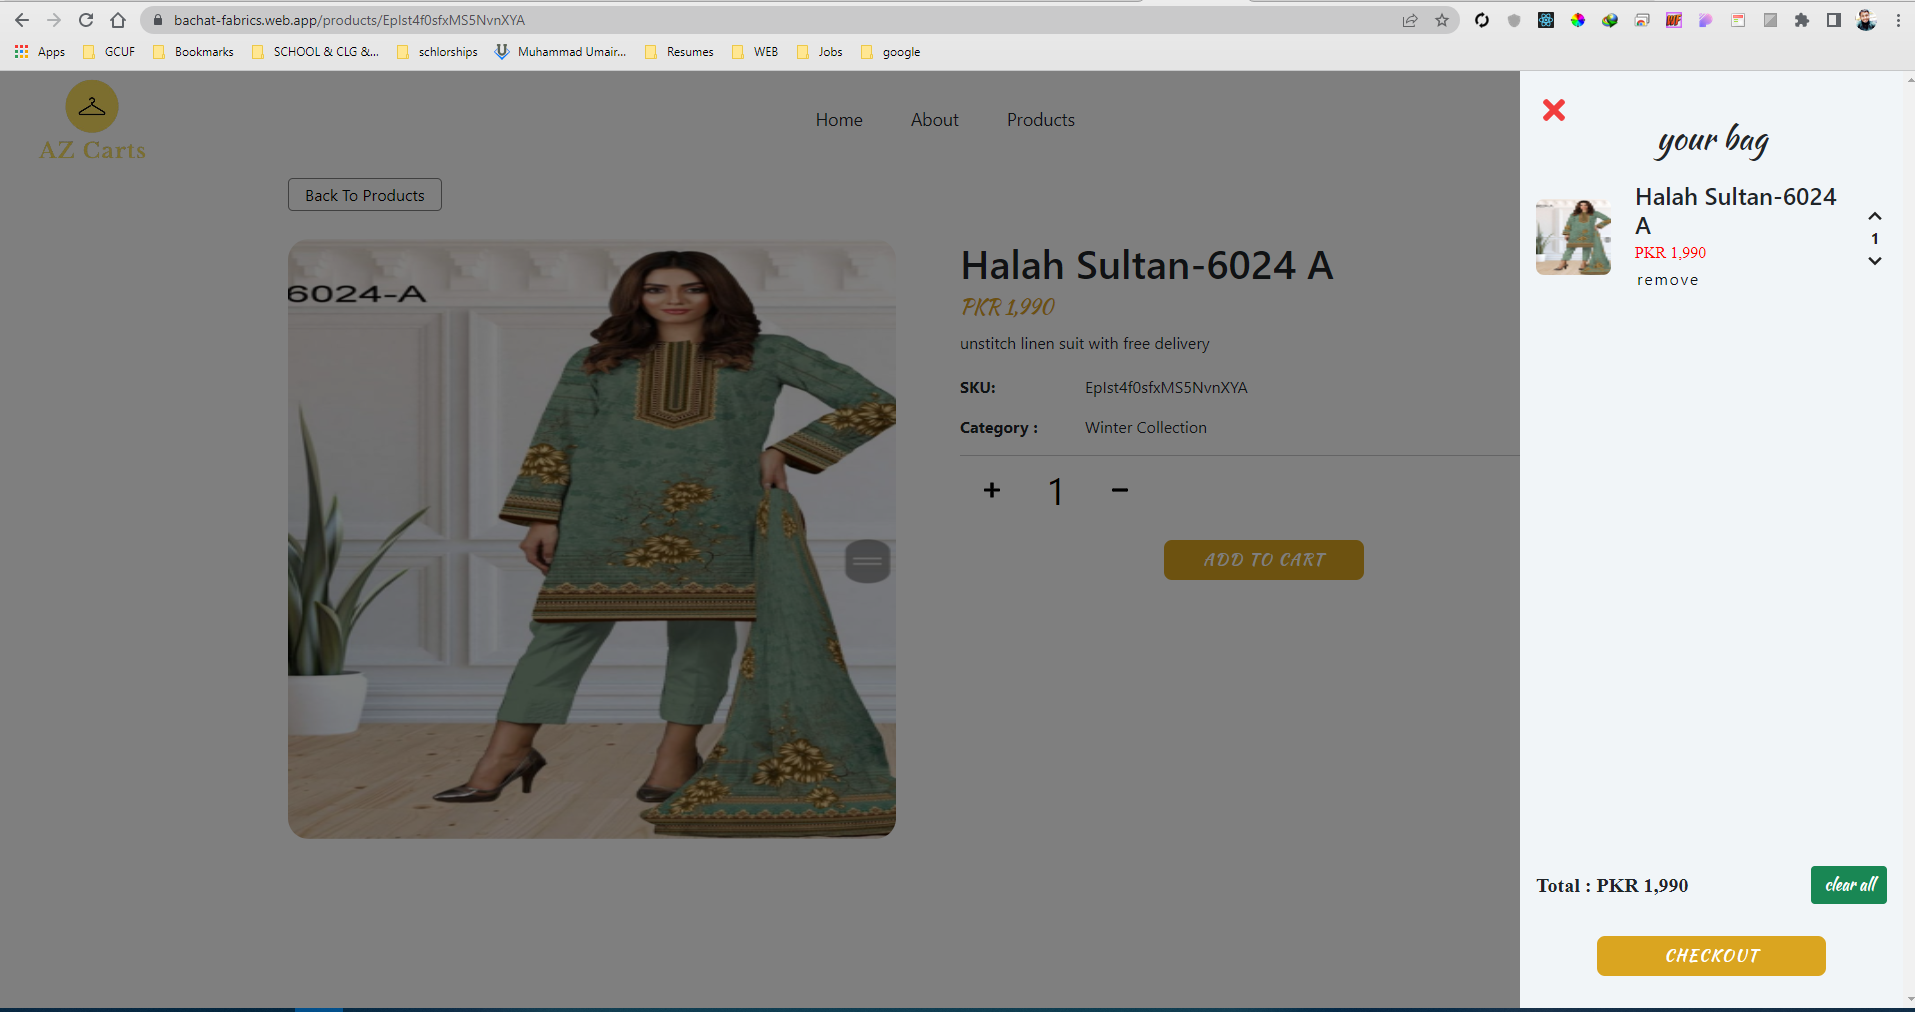 bachat-fabrics.web.app/products/EpIst4f0sfxMS5NvnXYA
Apps
GCUF
Bookmarks
SCHOOL & CLG &...
schlorships
Muhammad Umair...
Resumes
WEB
Jobs
google
AZ Carts
Home
About
Products
Back To Products
6024-A
Halah Sultan-6024 A
PKR 1,990
unstitch linen suit with free delivery
SKU: EpIst4f0sfxMS5NvnXYA
Category : Winter Collection
+ 1 −
ADD TO CART
your bag
Halah Sultan-6024
A
PKR 1,990
remove
1
Total : PKR 1,990
clear all
CHECKOUT